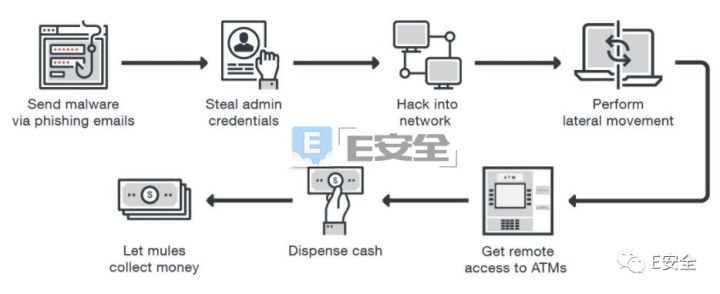 Send malware
via phishing emails
Steal admin
credentials
Hack into
network
Perform
lateral movement
E E安全
Let mules
collect money
Dispense cash
ATM
Get remote
access to ATMs
E安全